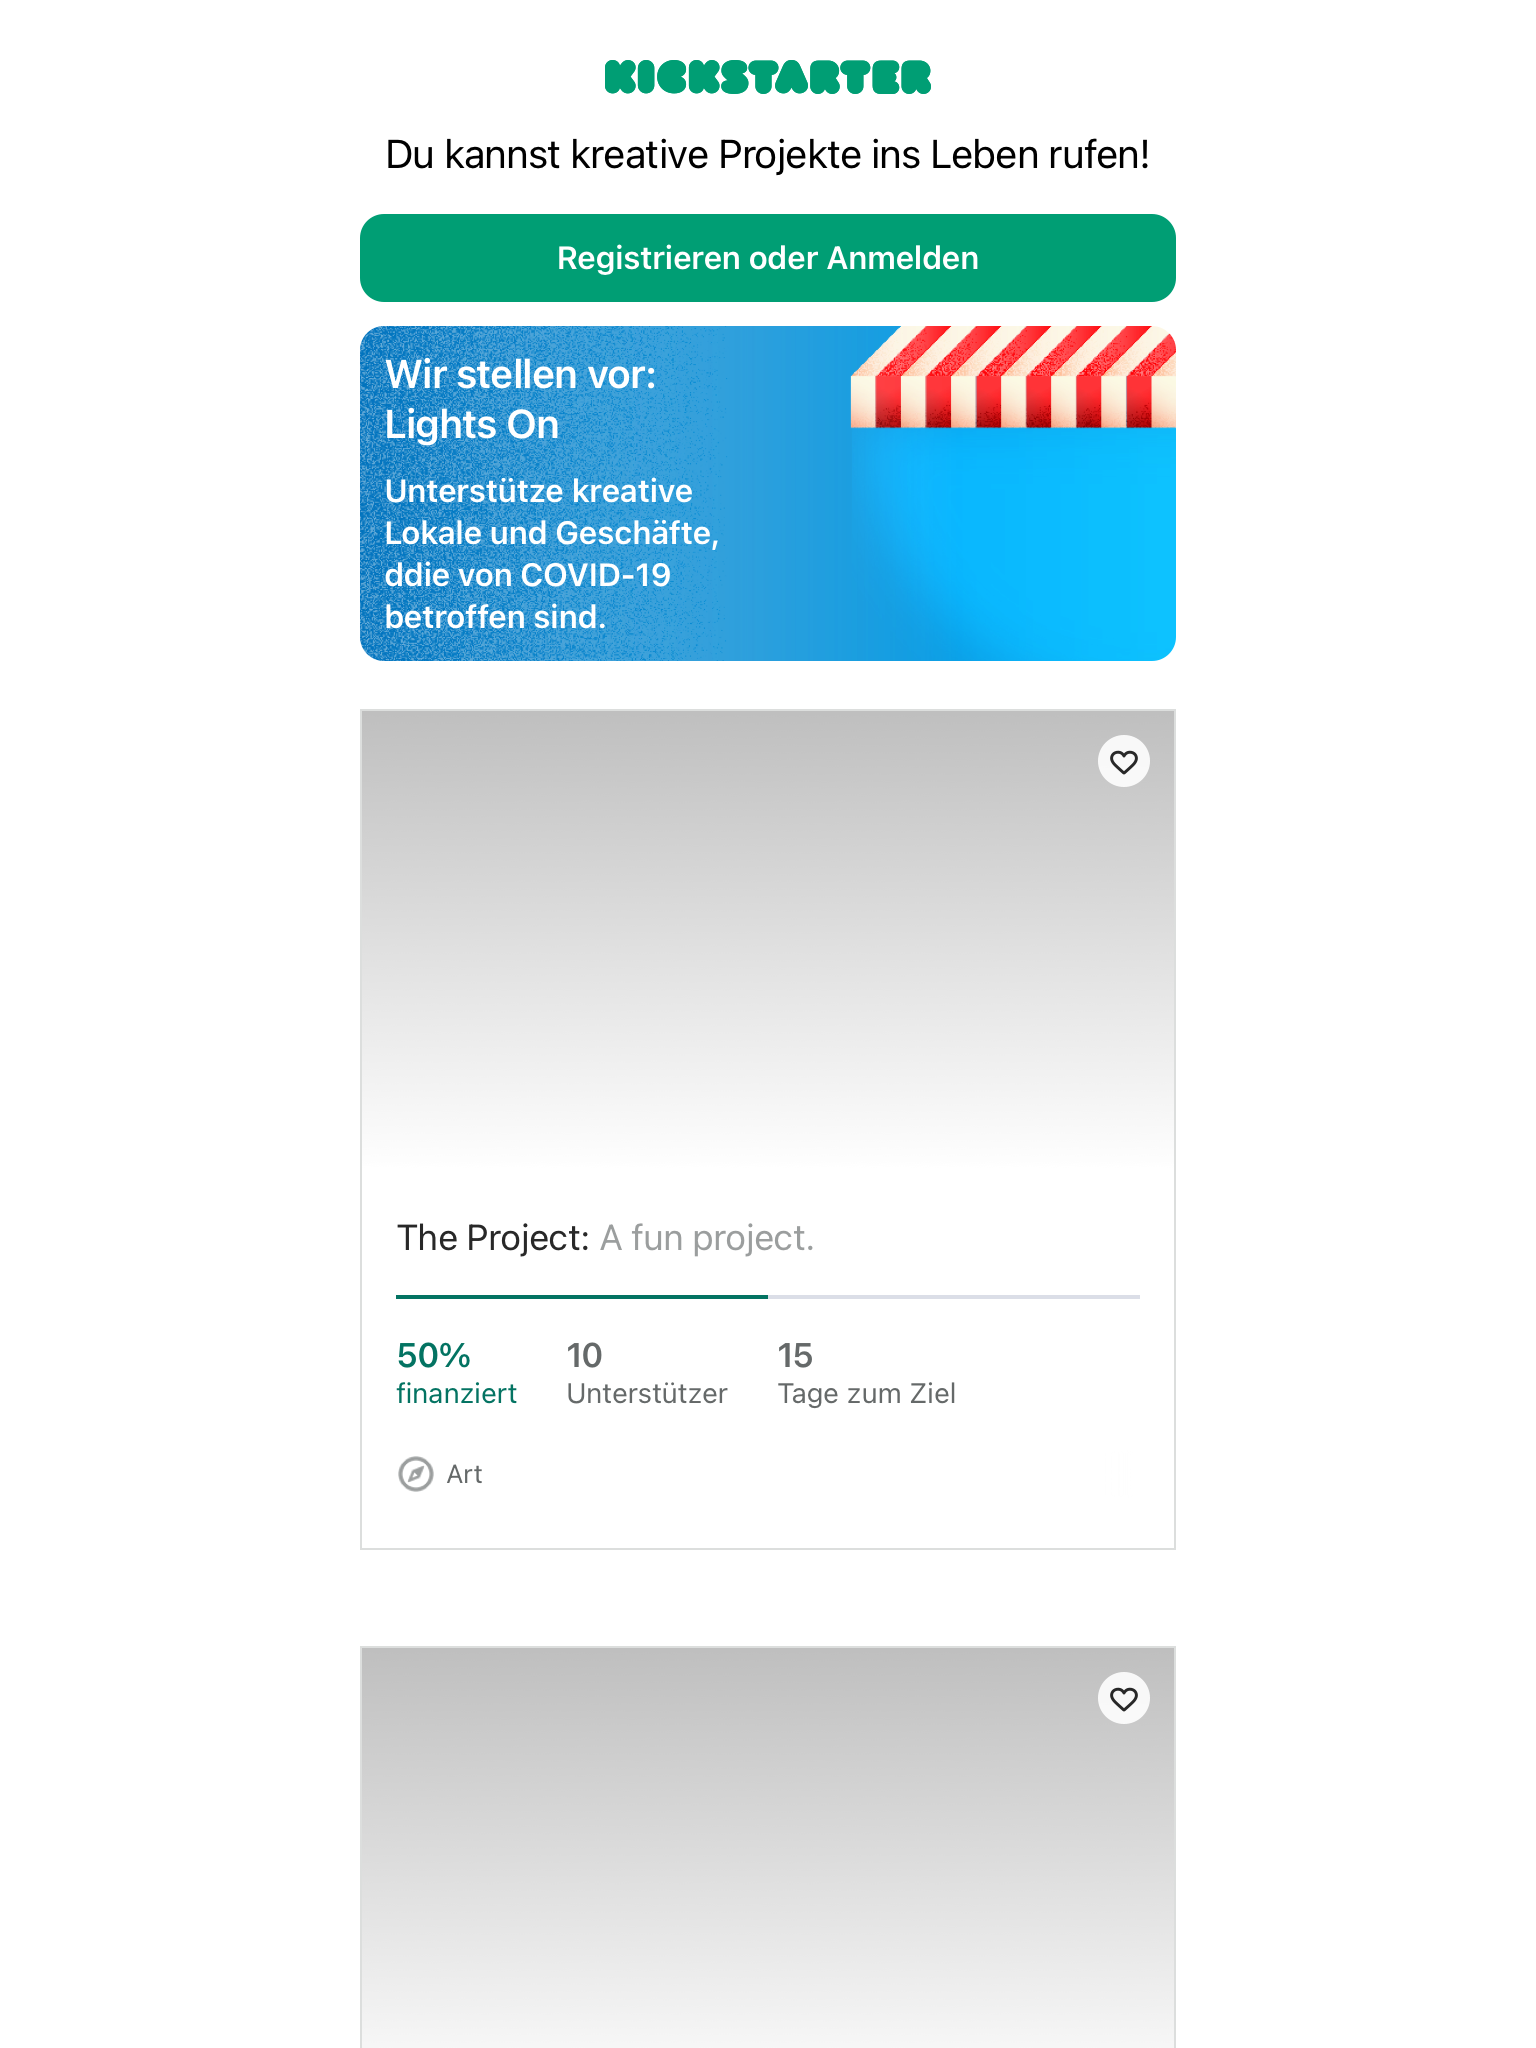 KICKSTARTER
Du kannst kreative Projekte ins Leben rufen!
Registrieren oder Anmelden
Wir stellen vor:
Lights On
Unterstütze kreative
Lokale und Geschäfte,
ddie von COVID-19
betroffen sind.
The Project: A fun project.
50% 10 15
finanziert Unterstützer Tage zum Ziel
Art